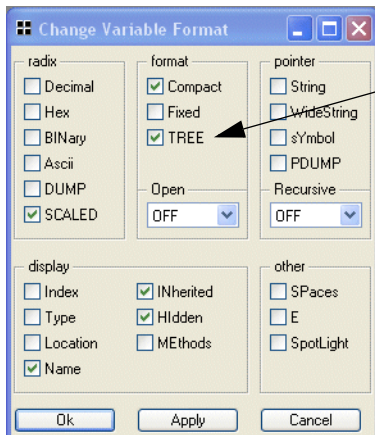 Change Variable Format
radix
Decimal
Hex
BINary
Ascii
DUMP
SCALED
format
Compact
Fixed
TREE
Open
OFF
pointer
String
WideString
sYmbol
PDUMP
Recursive
OFF
display
Index
Type
Location
Name
INherited
HIdden
MEthods
other
SPaces
E
SpotLight
Ok
Apply
Cancel